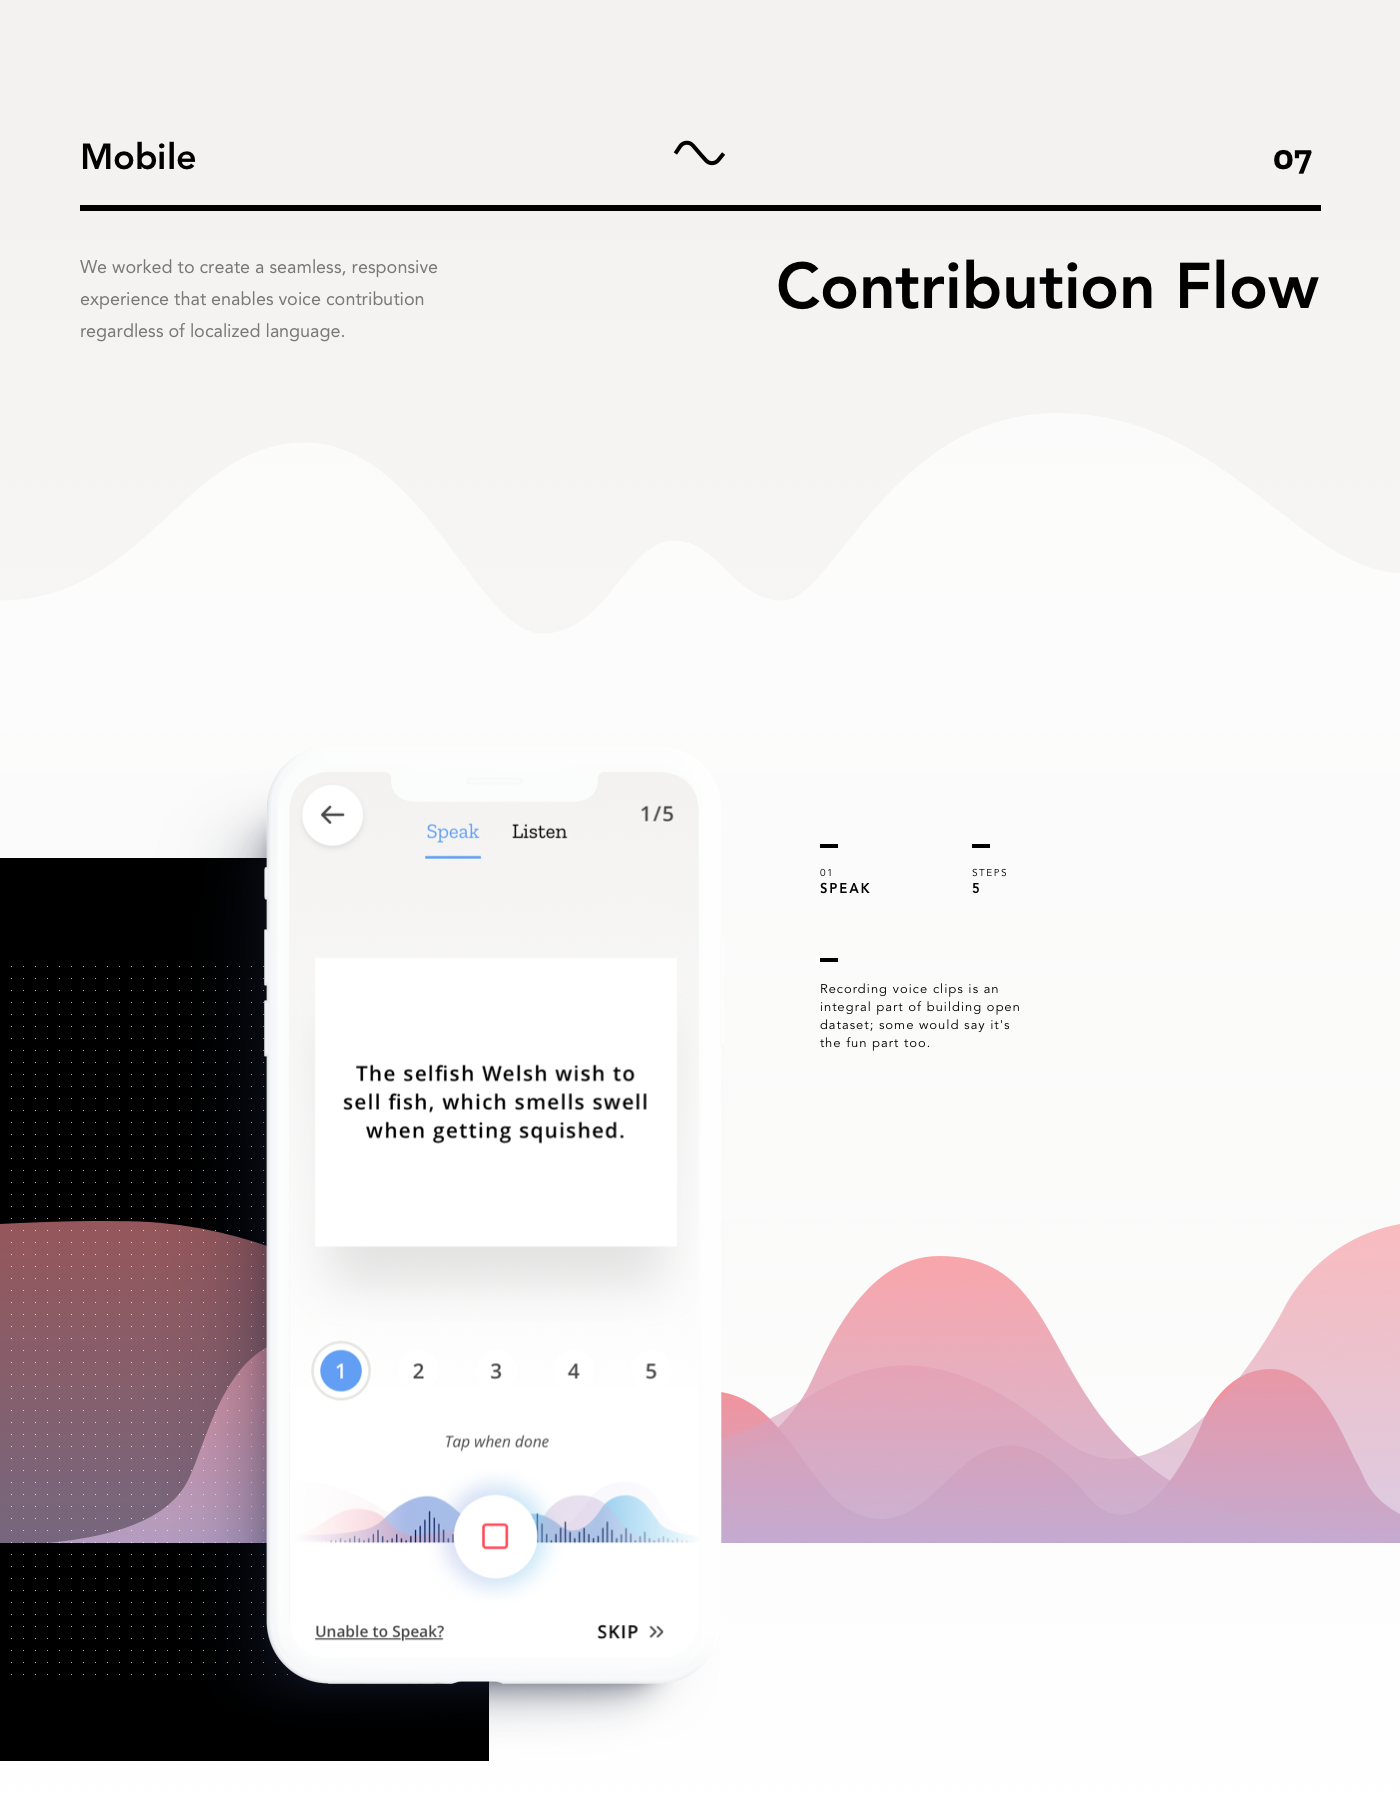 Mobile
07
We worked to create a seamless, responsive
experience that enables voice contribution
regardless of localized language.
Contribution Flow
1/5
Speak Listen
The selfish Welsh wish to
sell fish, which smells swell
when getting squished.
1 2 3 4 5
Tap when done
Unable to Speak? SKIP »
01
SPEAK
STEPS
5
Recording voice clips is an
integral part of building open
dataset; some would say it's
the fun part too.